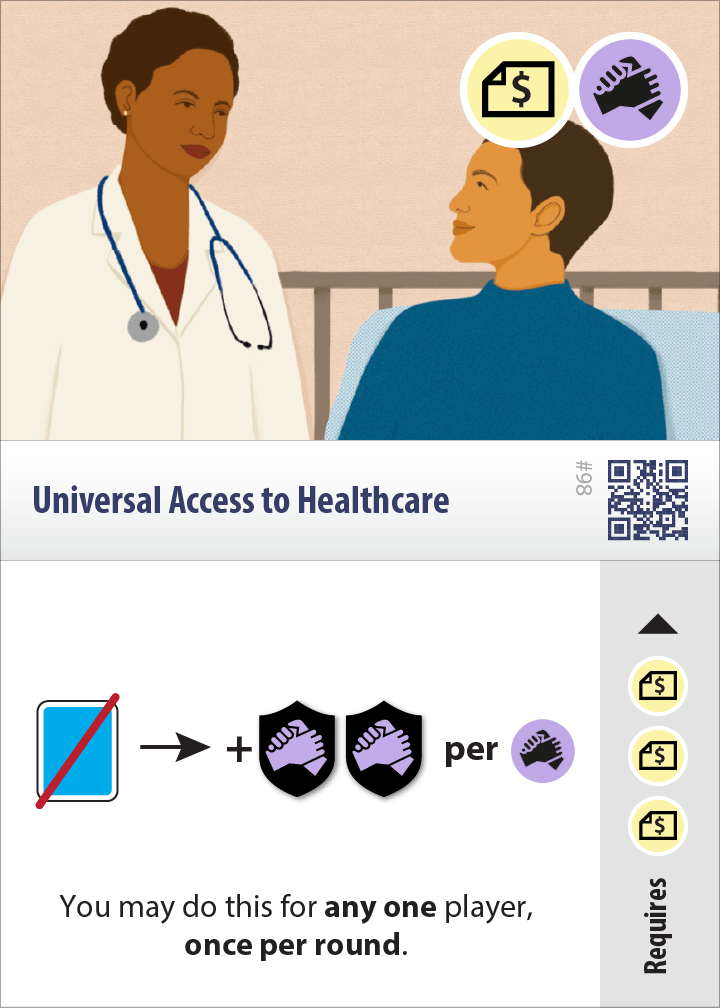 $
Universal Access to Healthcare
#98
+ per
$
$
$
Requires
You may do this for any one player,
once per round.